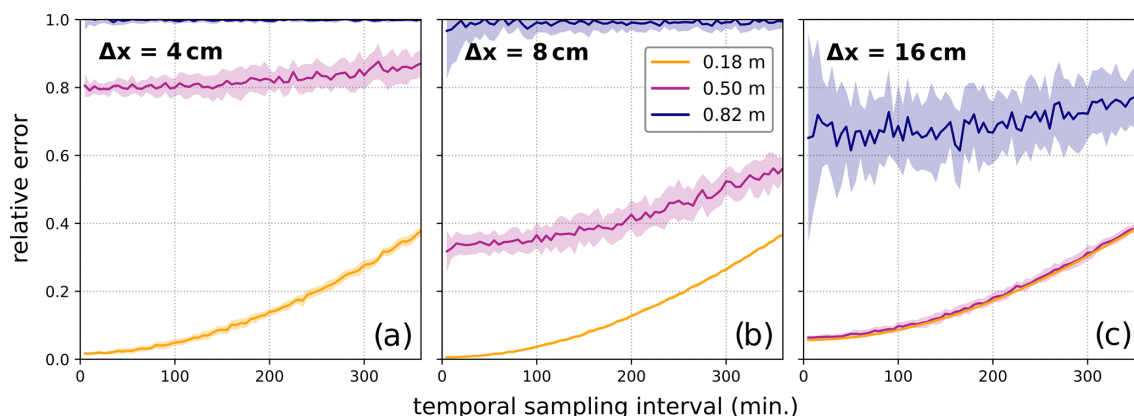 relative error
1.0
0.8
0.6
0.4
0.2
0.0
Δx = 4 cm
(a)
0 100 200 300
Δx = 8 cm
0.18 m
0.50 m
0.82 m
(b)
0 100 200 300
Δx = 16 cm
(c)
0 100 200 300
temporal sampling interval (min.)